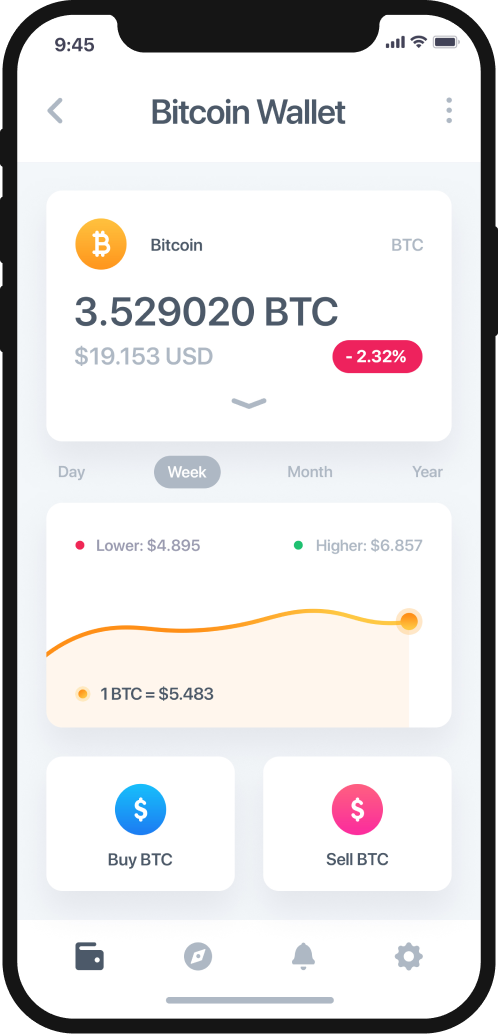 9:45
Bitcoin Wallet
Bitcoin BTC
3.529020 BTC
$19.153 USD - 2.32%
Day Week Month Year
Lower: $4.895 Higher: $6.857
1 BTC = $5.483
$ $
Buy BTC Sell BTC